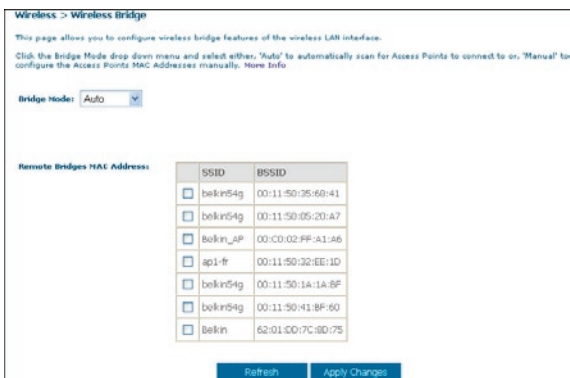 Wireless > Wireless Bridge
This page allows you to configure wireless bridge features of the wireless LAN interface.
Click the Bridge Mode drop down menu and select either, 'Auto' to automatically scan for Access Points to connect to or, 'Manual' to
configure the Access Points MAC Addresses manually. More Info
Bridge Mode: Auto
Remote Bridges MAC Address:
SSID BSSID
belkin54g 00:11:50:35:68:41
belkin54g 00:11:50:05:20:A7
Belkin_AP 00:C0:02:FF:A1:A6
ap1-fr 00:11:50:32:EE:1D
belkin54g 00:11:50:1A:1A:8F
belkin54g 00:11:50:41:BF:60
Belkin 62:01:DD:7C:8D:75
Refresh Apply Changes